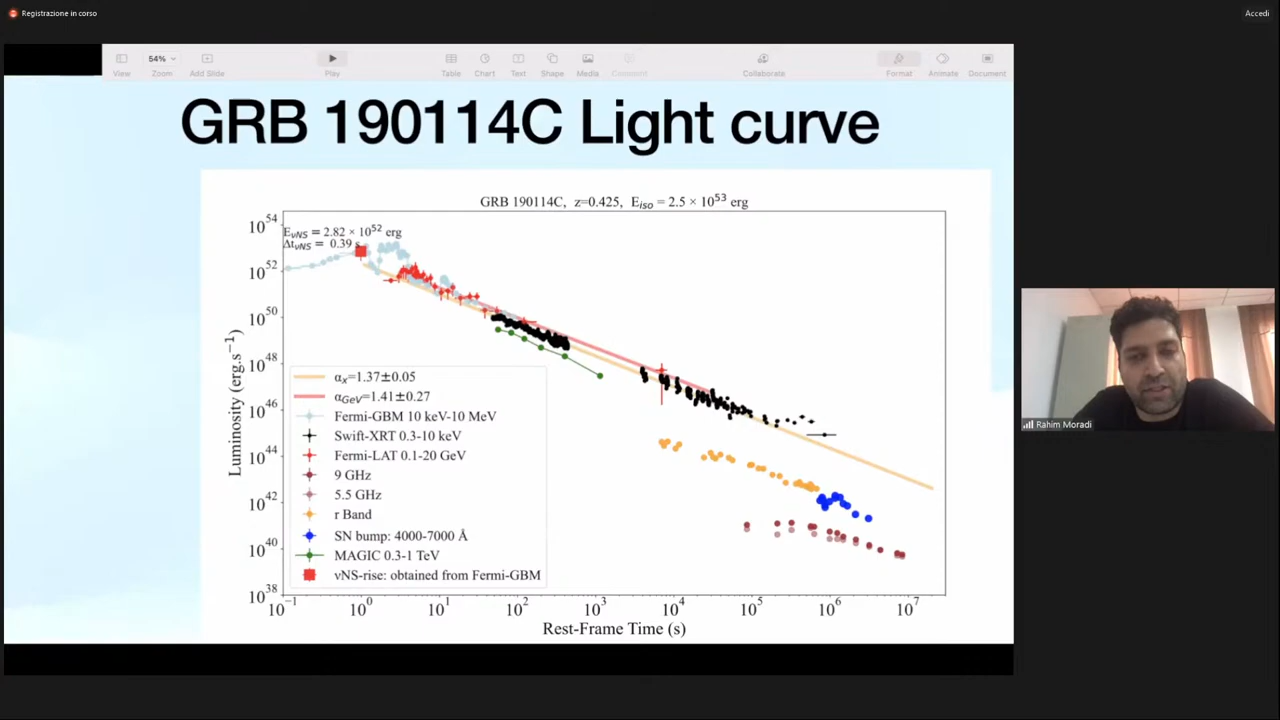 Registrazione in corso
Accedi
54%
View
Zoom
Add Slide
Play
Table
Chart
Text
Shape
Media
Comment
Collaborate
Format
Animate
Document
GRB 190114C Light curve
GRB 190114C, z=0.425, E_iso = 2.5 × 10^53 erg
E_νNS = 2.82 × 10^52 erg
Δt_νNS = 0.39 s
Luminosity (erg.s^−1)
10^54
10^52
10^50
10^48
10^46
10^44
10^42
10^40
10^38
α_x=1.37±0.05
α_GeV=1.41±0.27
Fermi-GBM 10 keV-10 MeV
Swift-XRT 0.3-10 keV
Fermi-LAT 0.1-20 GeV
9 GHz
5.5 GHz
r Band
SN bump: 4000-7000 Å
MAGIC 0.3-1 TeV
νNS-rise: obtained from Fermi-GBM
10^−1 10^0 10^1 10^2 10^3 10^4 10^5 10^6 10^7
Rest-Frame Time (s)
Rahim Moradi